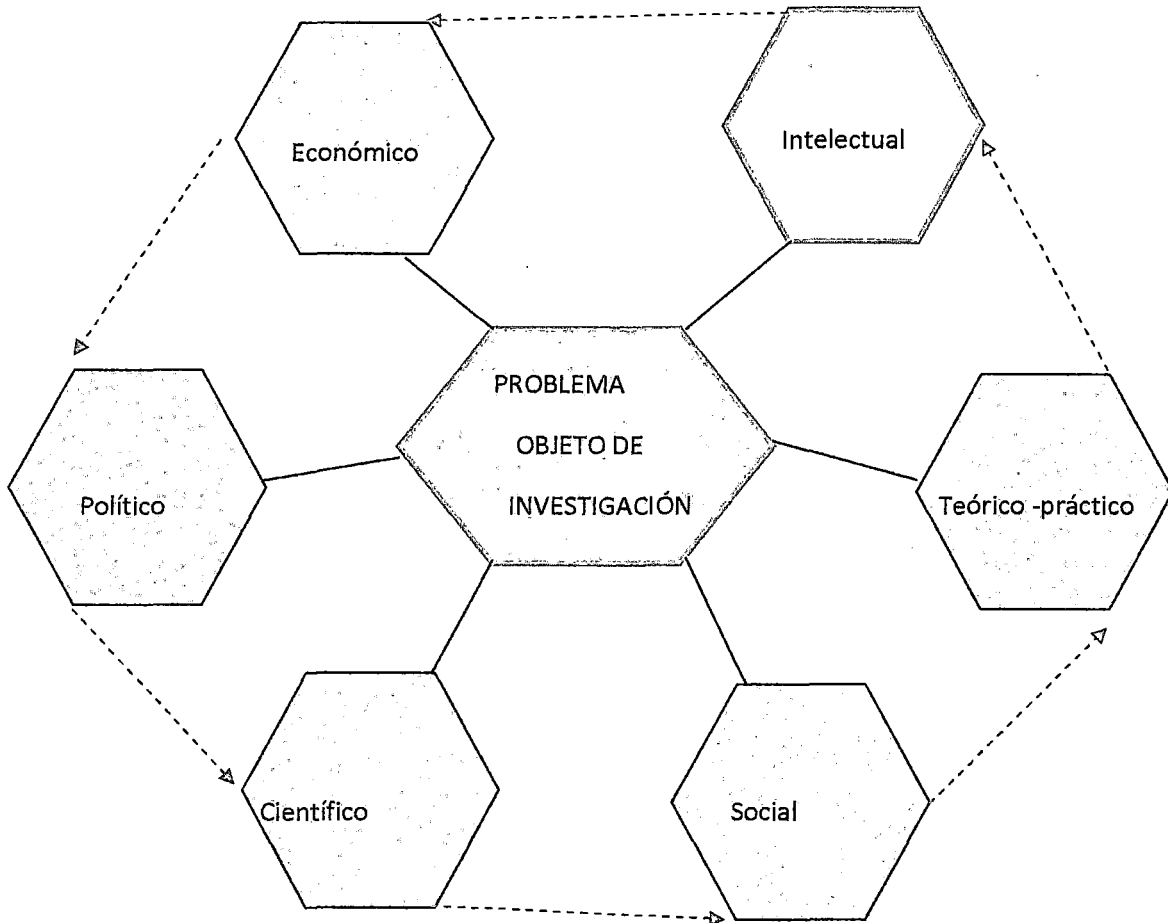 Económico
Intelectual
PROBLEMA
OBJETO DE
INVESTIGACIÓN
Político
Teórico -práctico
Científico
Social